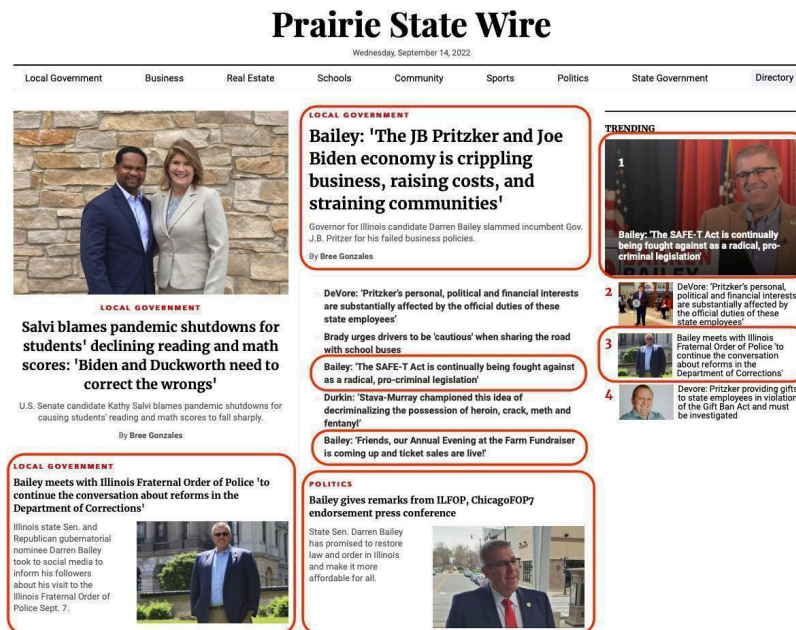 Prairie State Wire
Wednesday, September 14, 2022
Local Government
Business
Real Estate
Schools
Community
Sports
Politics
State Government
Directory
LOCAL GOVERNMENT
Salvi blames pandemic shutdowns for
students' declining reading and math
scores: 'Biden and Duckworth need to
correct the wrongs'
U.S. Senate candidate Kathy Salvi blames pandemic shutdowns for
causing students' reading and math scores to fall sharply.
By Bree Gonzales
LOCAL GOVERNMENT
Bailey meets with Illinois Fraternal Order of Police 'to
continue the conversation about reforms in the
Department of Corrections'
Illinois state Sen. and
Republican gubernatorial
nominee Darren Bailey
took to social media to
inform his followers
about his visit to the
Illinois Fraternal Order of
Police Sept. 7.
LOCAL GOVERNMENT
Bailey: 'The JB Pritzker and Joe
Biden economy is crippling
business, raising costs, and
straining communities'
Governor for Illinois candidate Darren Bailey slammed incumbent Gov.
J.B. Pritzer for his failed business policies.
By Bree Gonzales
DeVore: 'Pritzker's personal, political and financial interests
are substantially affected by the official duties of these
state employees'
Brady urges drivers to be 'cautious' when sharing the road
with school buses
Bailey: 'The SAFE-T Act is continually being fought against
as a radical, pro-criminal legislation'
Durkin: 'Stava-Murray championed this idea of
decriminalizing the possession of heroin, crack, meth and
fentanyl'
Bailey: 'Friends, our Annual Evening at the Farm Fundraiser
is coming up and ticket sales are live!'
POLITICS
Bailey gives remarks from ILFOP, ChicagoFOP7
endorsement press conference
State Sen. Darren Bailey
has promised to restore
law and order in Illinois
and make it more
affordable for all.
TRENDING
1
Bailey: 'The SAFE-T Act is continually
being fought against as a radical, pro-
criminal legislation'
BAILEY
2
DeVore: 'Pritzker's personal,
political and financial interests
are substantially affected by
the official duties of these
state employees'
3
Bailey meets with Illinois
Fraternal Order of Police 'to
continue the conversation
about reforms in the
Department of Corrections'
4
Devore: Pritzker providing gifts
to state employees in violation
of the Gift Ban Act and must
be investigated